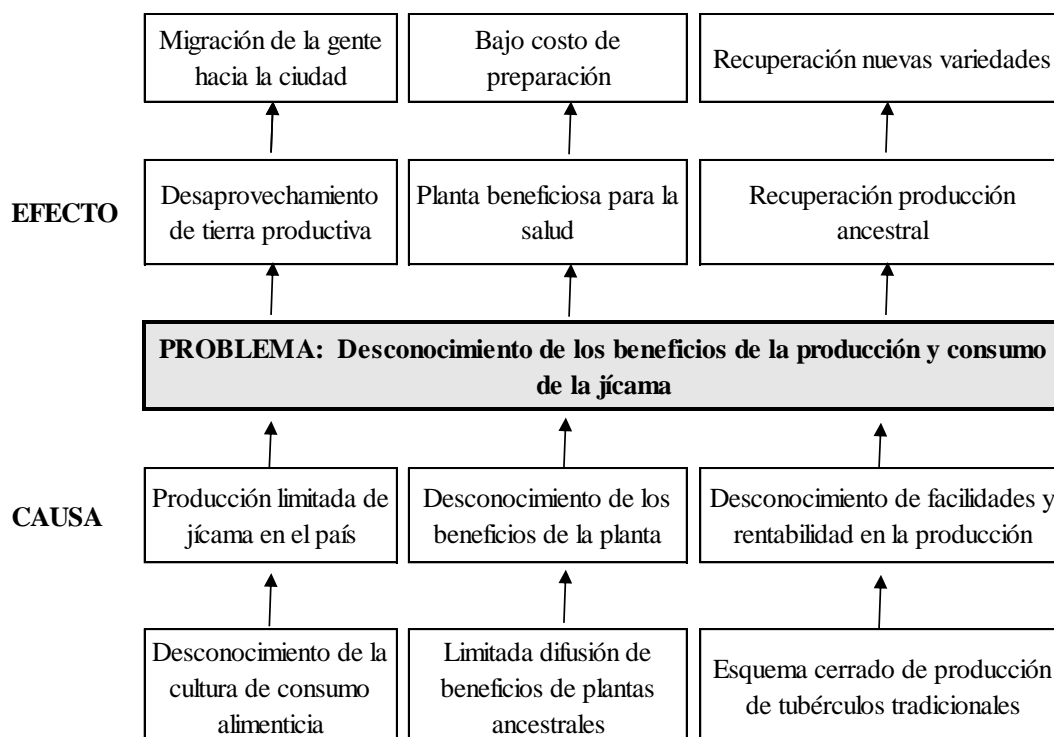 Migración de la gente
hacia la ciudad
Bajo costo de
preparación
Recuperación nuevas variedades
EFECTO
Desaprovechamiento
de tierra productiva
Planta beneficiosa para la
salud
Recuperación producción
ancestral
PROBLEMA: Desconocimiento de los beneficios de la producción y consumo
de la jícama
CAUSA
Producción limitada de
jícama en el país
Desconocimiento de los
beneficios de la planta
Desconocimiento de facilidades y
rentabilidad en la producción
Desconocimiento de la
cultura de consumo
alimenticia
Limitada difusión de
beneficios de plantas
ancestrales
Esquema cerrado de producción
de tubérculos tradicionales